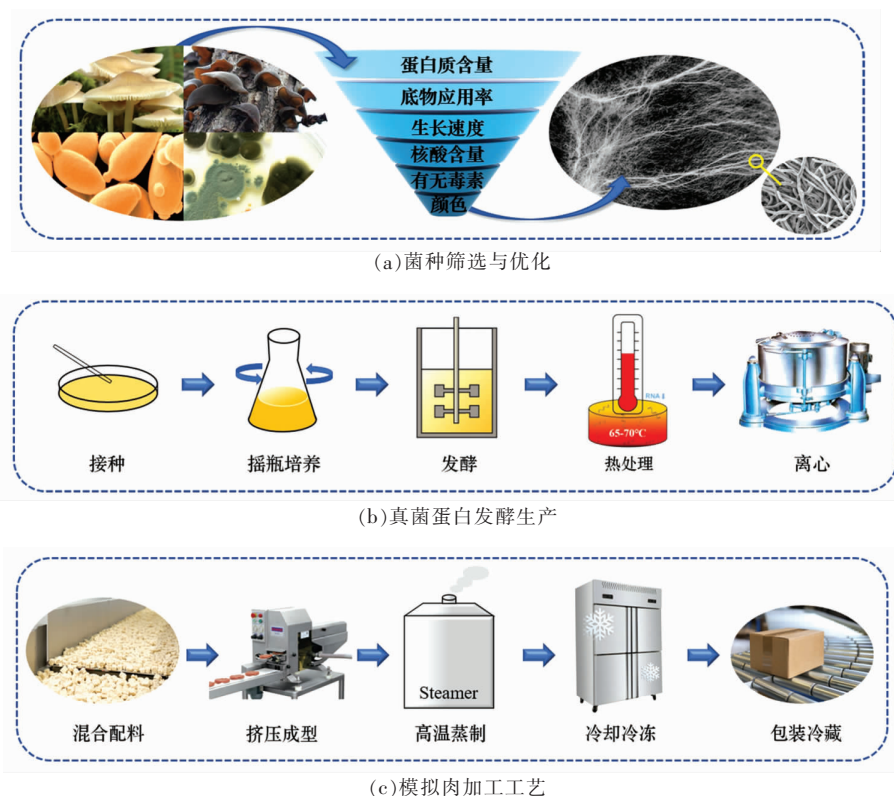 蛋白质含量
底物应用率
生长速度
核酸含量
有无毒素
颜色
(a)菌种筛选与优化
RNA↓
65-70℃
接种
摇瓶培养
发酵
热处理
离心
(b)真菌蛋白发酵生产
Steamer
混合配料
挤压成型
高温蒸制
冷却冷冻
包装冷藏
(c)模拟肉加工工艺